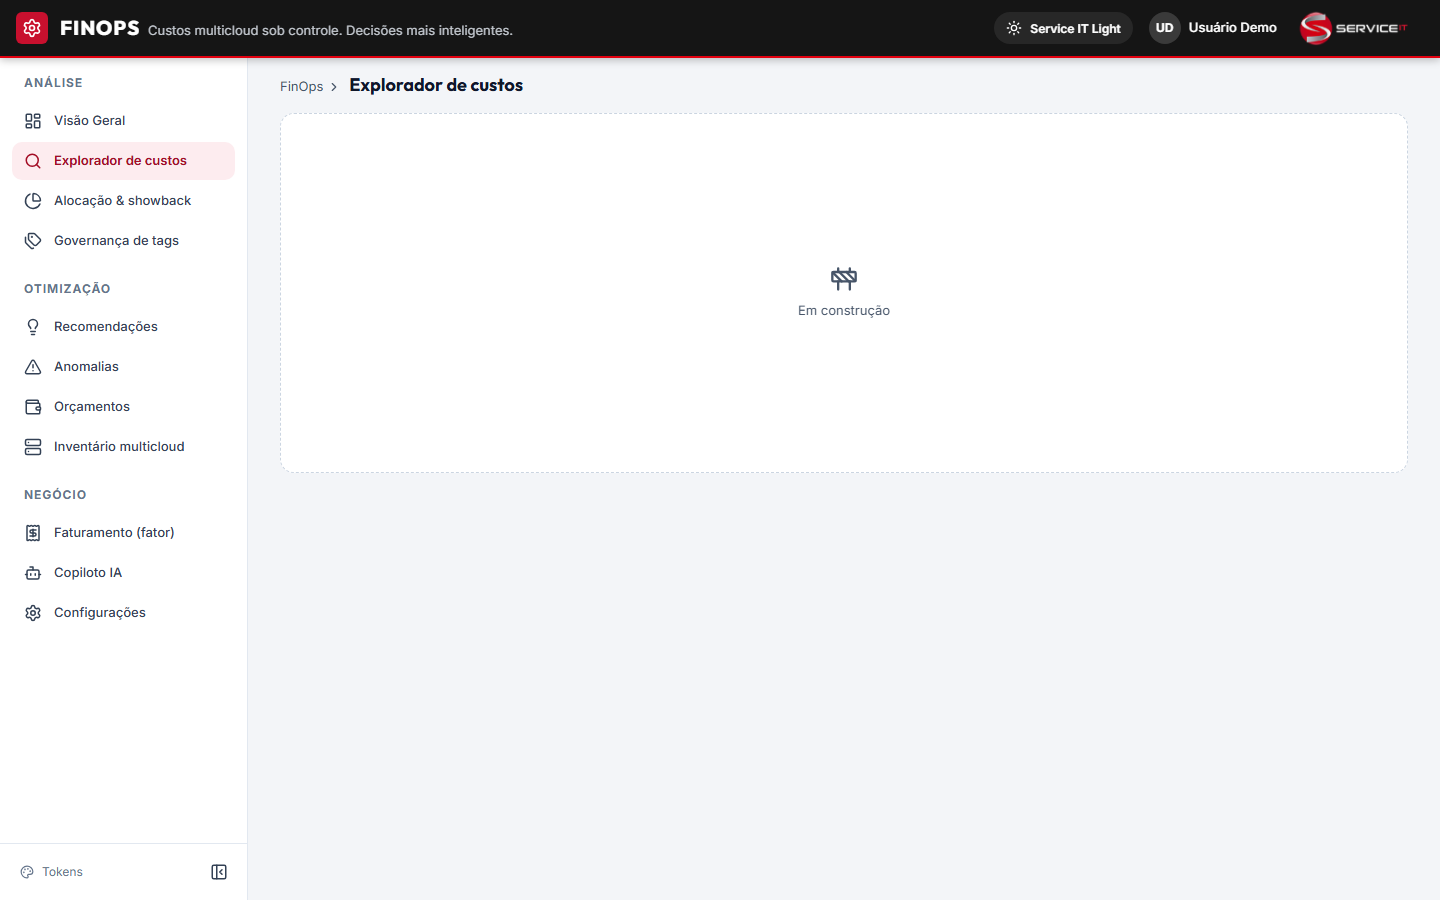 FINOPS Custos multicloud sob controle. Decisões mais inteligentes.
Service IT Light
UD Usuário Demo
SERVICE IT
ANÁLISE
Visão Geral
Explorador de custos
Alocação & showback
Governança de tags
OTIMIZAÇÃO
Recomendações
Anomalias
Orçamentos
Inventário multicloud
NEGÓCIO
Faturamento (fator)
Copiloto IA
Configurações
Tokens
FinOps > Explorador de custos
Em construção